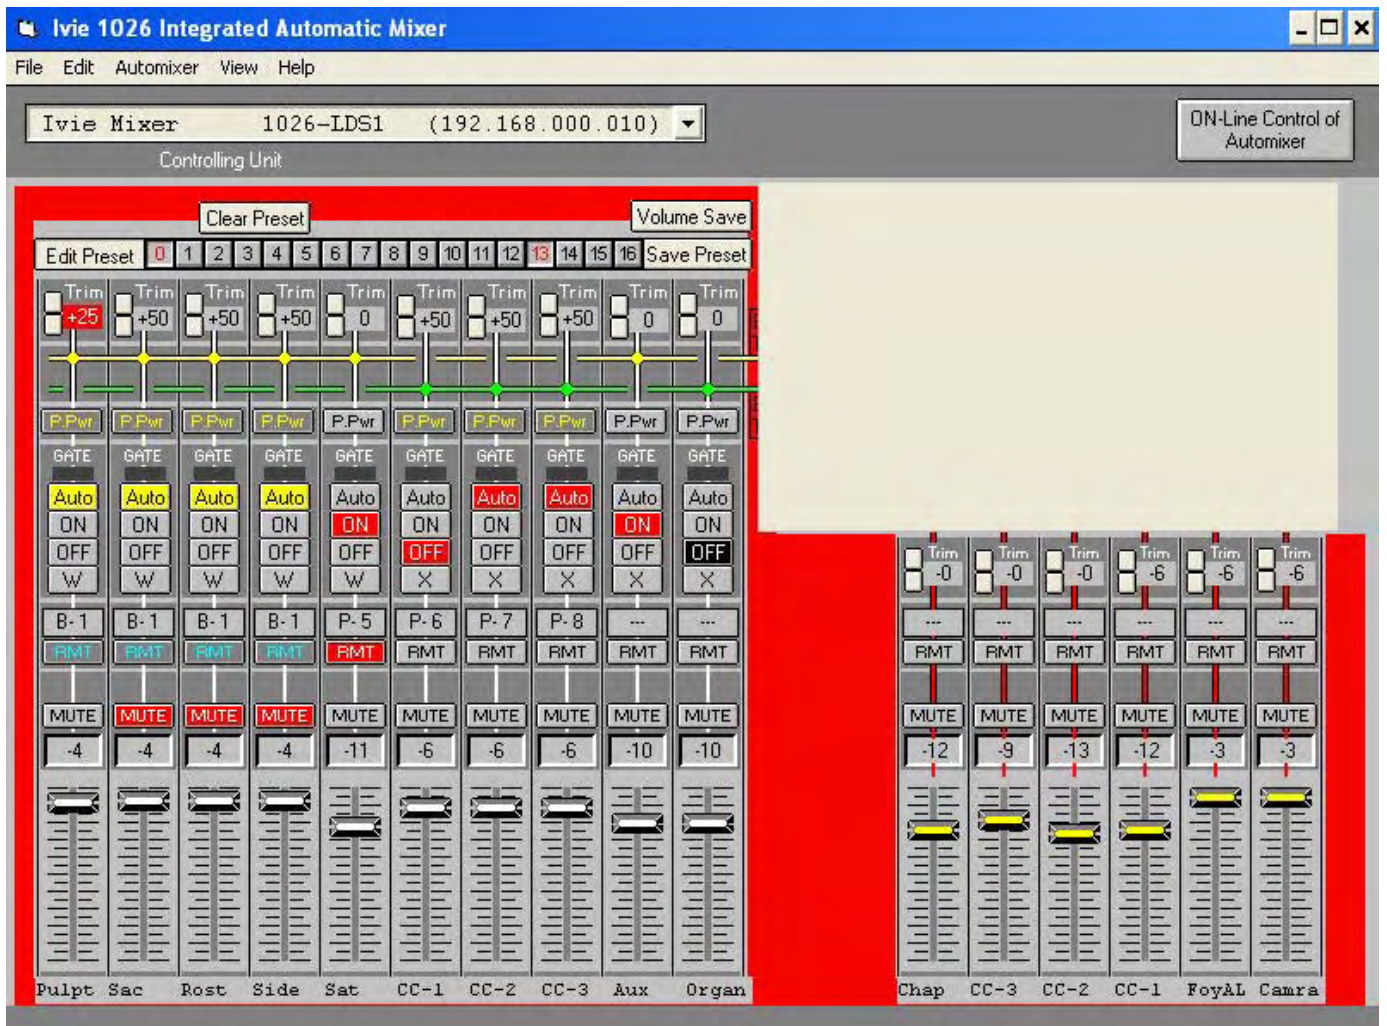 Ivie 1026 Integrated Automatic Mixer
File Edit Automixer View Help
Ivie Mixer 1026-LDS1 (192.168.000.010)
ON-Line Control of
Automixer
Controlling Unit
Clear Preset Volume Save
Edit Preset 0 1 2 3 4 5 6 7 8 9 10 11 12 13 14 15 16 Save Preset
Trim Trim Trim Trim Trim Trim Trim Trim Trim Trim
+25 +50 +50 +50 0 +50 +50 +50 0 0
P.Pwr P.Pwr P.Pwr P.Pwr P.Pwr P.Pwr P.Pwr P.Pwr P.Pwr P.Pwr
GATE GATE GATE GATE GATE GATE GATE GATE GATE GATE
Auto Auto Auto Auto Auto Auto Auto Auto Auto Auto
ON ON ON ON ON ON ON ON ON ON
OFF OFF OFF OFF OFF OFF OFF OFF OFF OFF
W W W W W X X X X X
Trim Trim Trim Trim Trim Trim
-0 -0 -0 -6 -6 -6
B-1 B-1 B-1 B-1 P-5 P-6 P-7 P-8 --- --- --- --- --- --- --- ---
RMT RMT RMT RMT RMT RMT RMT RMT RMT RMT RMT RMT RMT RMT RMT RMT
MUTE MUTE MUTE MUTE MUTE MUTE MUTE MUTE MUTE MUTE MUTE MUTE MUTE MUTE MUTE MUTE
-4 -4 -4 -4 -11 -6 -6 -6 -10 -10 -12 -9 -13 -12 -3 -3
Pulpt Sac Rost Side Sat CC-1 CC-2 CC-3 Aux Organ Chap CC-3 CC-2 CC-1 FoyAL Camra